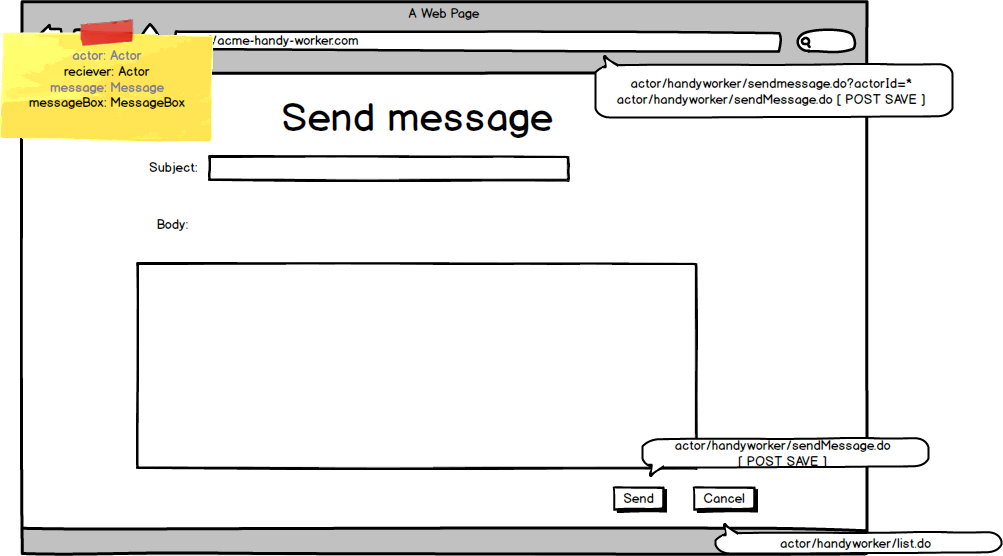 A Web Page
/acme-handy-worker.com
actor: Actor
reciever: Actor
message: Message
messageBox: MessageBox
actor/handyworker/sendmessage.do?actorId=*
actor/handyworker/sendMessage.do [ POST SAVE ]
Send message
Subject:
Body:
actor/handyworker/sendMessage.do
[ POST SAVE ]
Send
Cancel
actor/handyworker/list.do